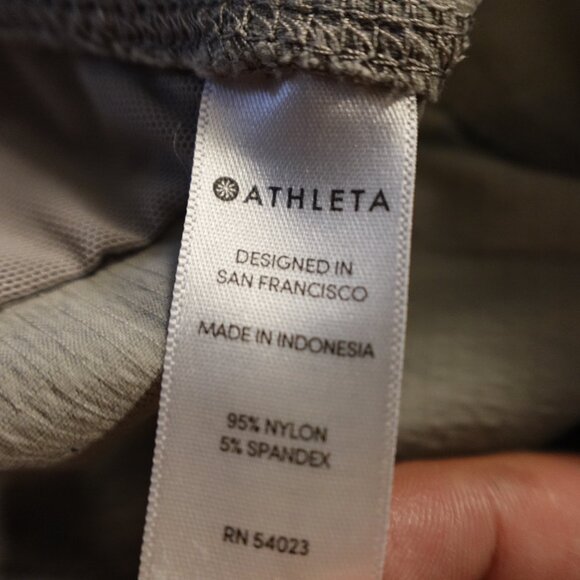 ATHLETA
DESIGNED IN
SAN FRANCISCO
MADE IN INDONESIA
95% NYLON
5% SPANDEX
RN 54023